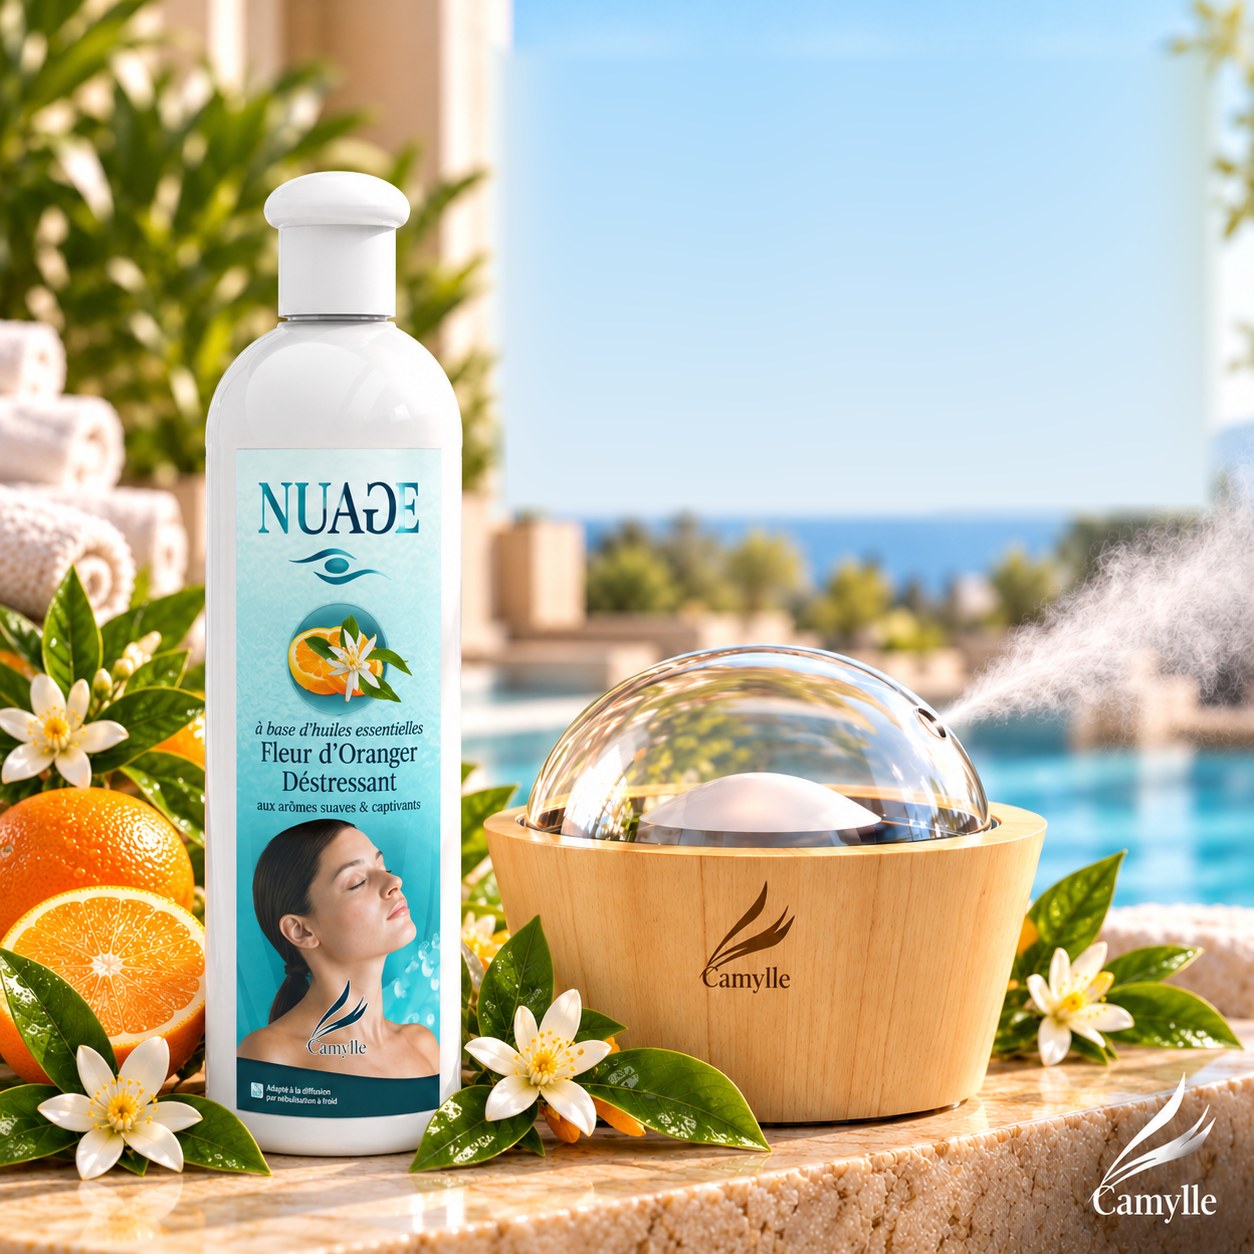 NUAGE
à base d'huiles essentielles
Fleur d'Oranger
Déstressant
aux arômes suaves & captivants
Camylle
Adapté à la diffusion
par nébulisation à froid
Camylle
Camylle